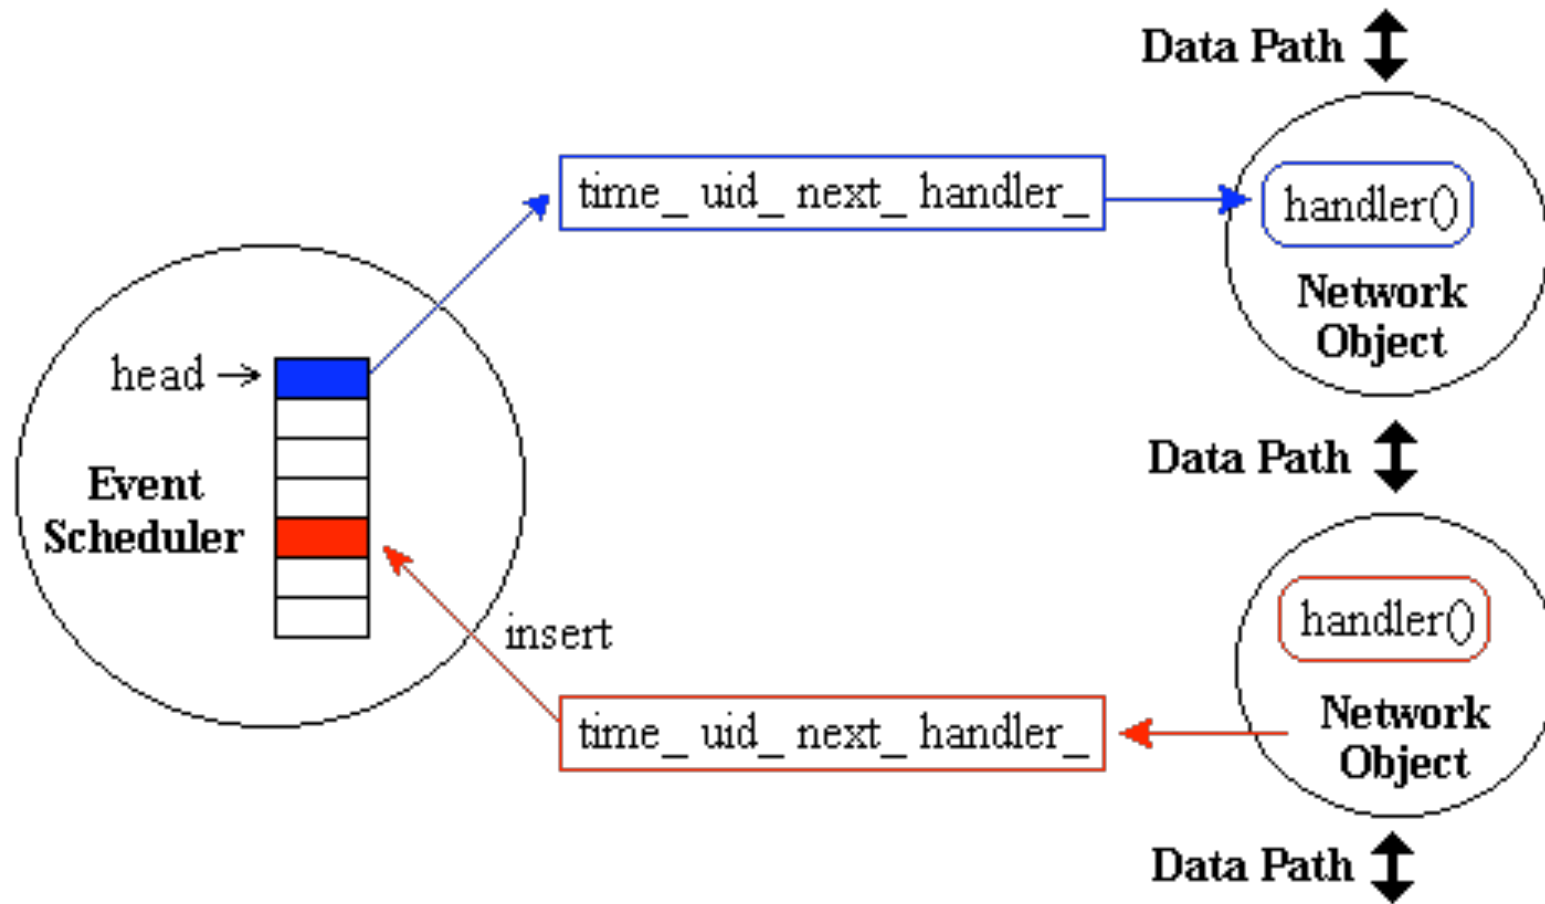 Data Path
time_ uid_ next_ handler_
handler()
Network
Object
head
Event
Scheduler
Data Path
insert
handler()
time_ uid_ next_ handler_
Network
Object
Data Path